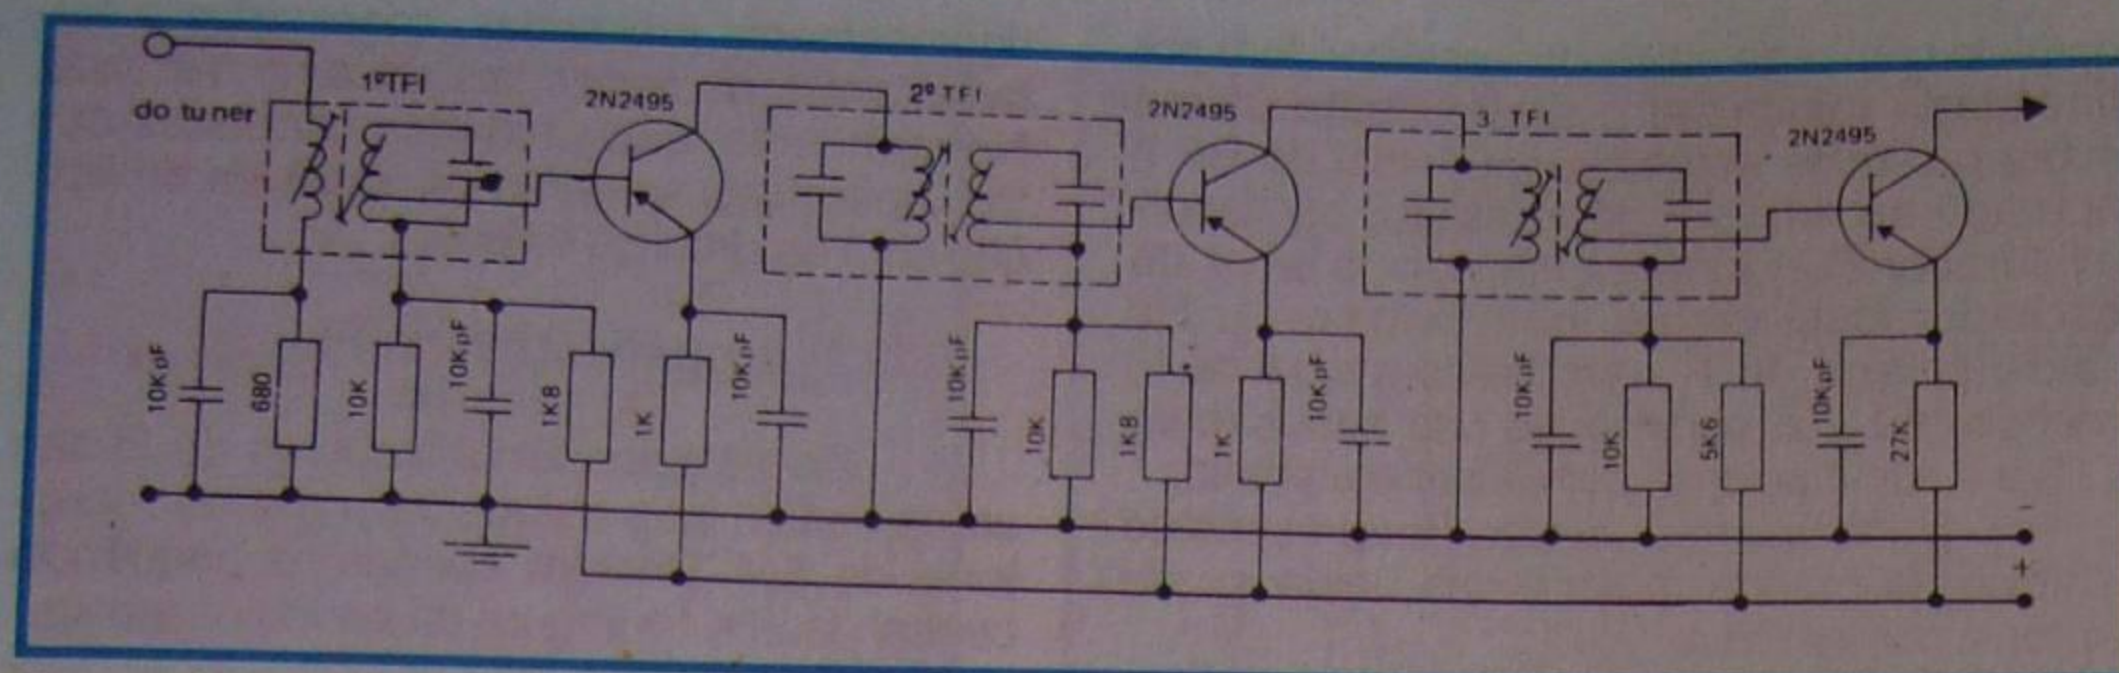 do tuner
1ºTFI
2N2495
2º TFI
2N2495
3 TFI
2N2495
10KpF
680
10K
10KpF
1K8
1K
10KpF
10KpF
10K
1K8
1K
10KpF
10KpF
10K
5K6
10KpF
27K
-
+